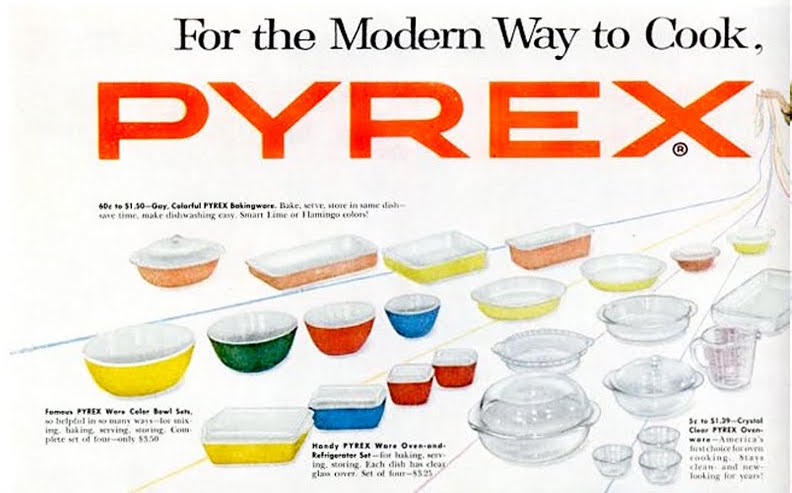 For the Modern Way to Cook,
PYREX®
60¢ to $1.50—Gay, Colorful PYREX Bakingware. Bake, serve, store in same dish—
save time, make dishwashing easy. Smart Lime or Flamingo colors!
Famous PYREX Ware Color Bowl Sets,
so helpful in so many ways—for mix-
ing, baking, serving, storing. Com-
plete set of four—only $3.50
Handy PYREX Ware Oven-and-
Refrigerator Set—for baking, serv-
ing, storing. Each dish has clear
glass cover. Set of four—$3.25
5¢ to $1.39—Crystal
Clear PYREX Oven-
ware—America's
first choice for oven
cooking. Stays
clean- and new-
looking for years!